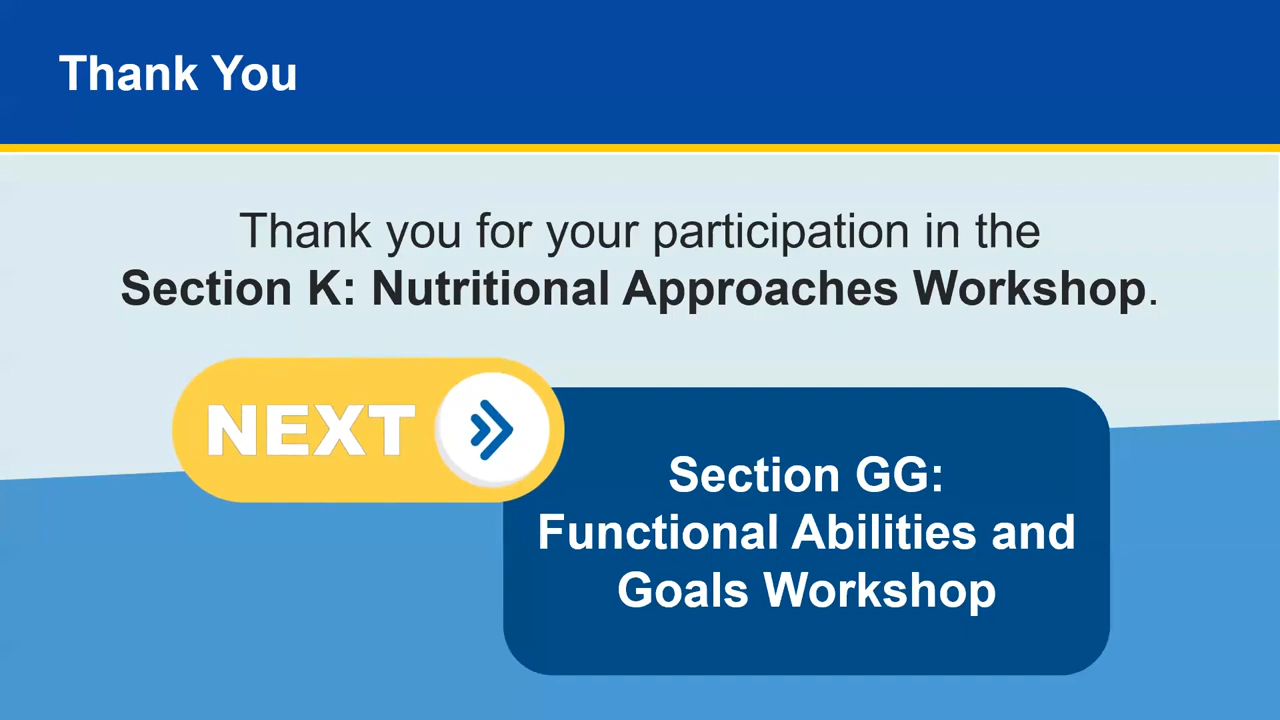 Thank You
Thank you for your participation in the
Section K: Nutritional Approaches Workshop.
NEXT
Section GG:
Functional Abilities and
Goals Workshop